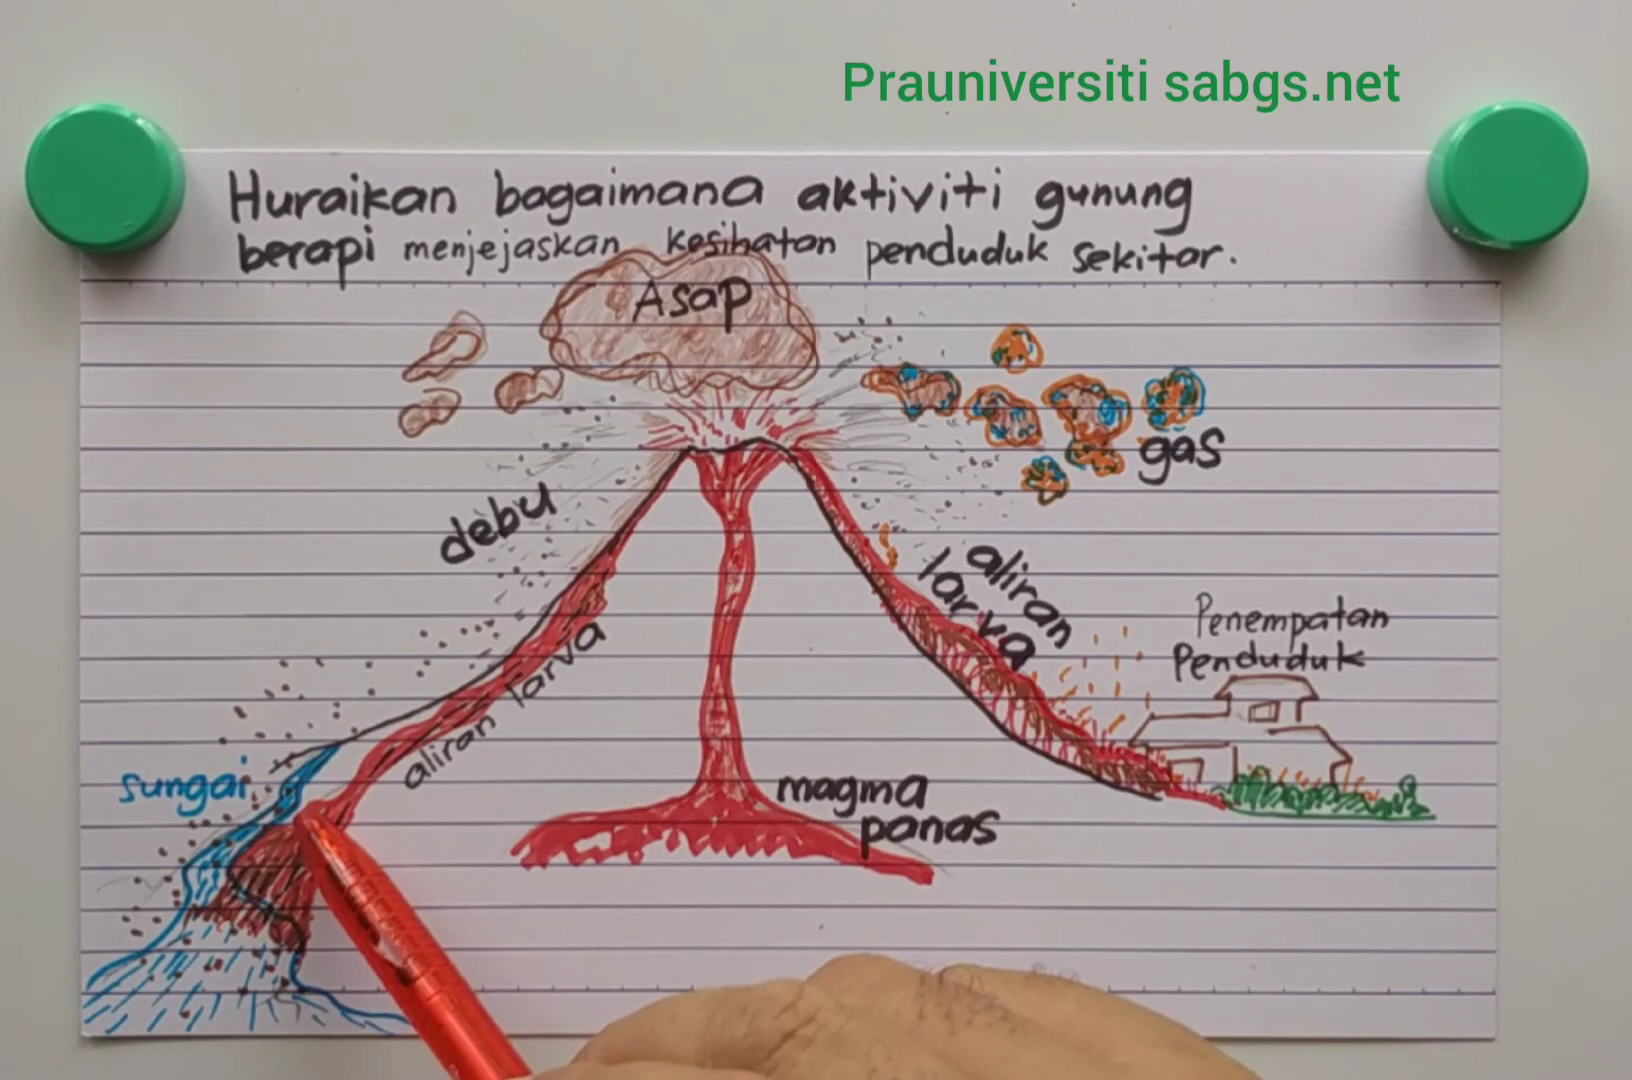 Prauniversiti sabgs.net
Huraikan bagaimana aktiviti gunung
berapi menjejaskan kesihatan penduduk sekitar.
Asap
gas
debu
aliran
larva
Penempatan
Penduduk
aliran larva
sungai
magma
panas